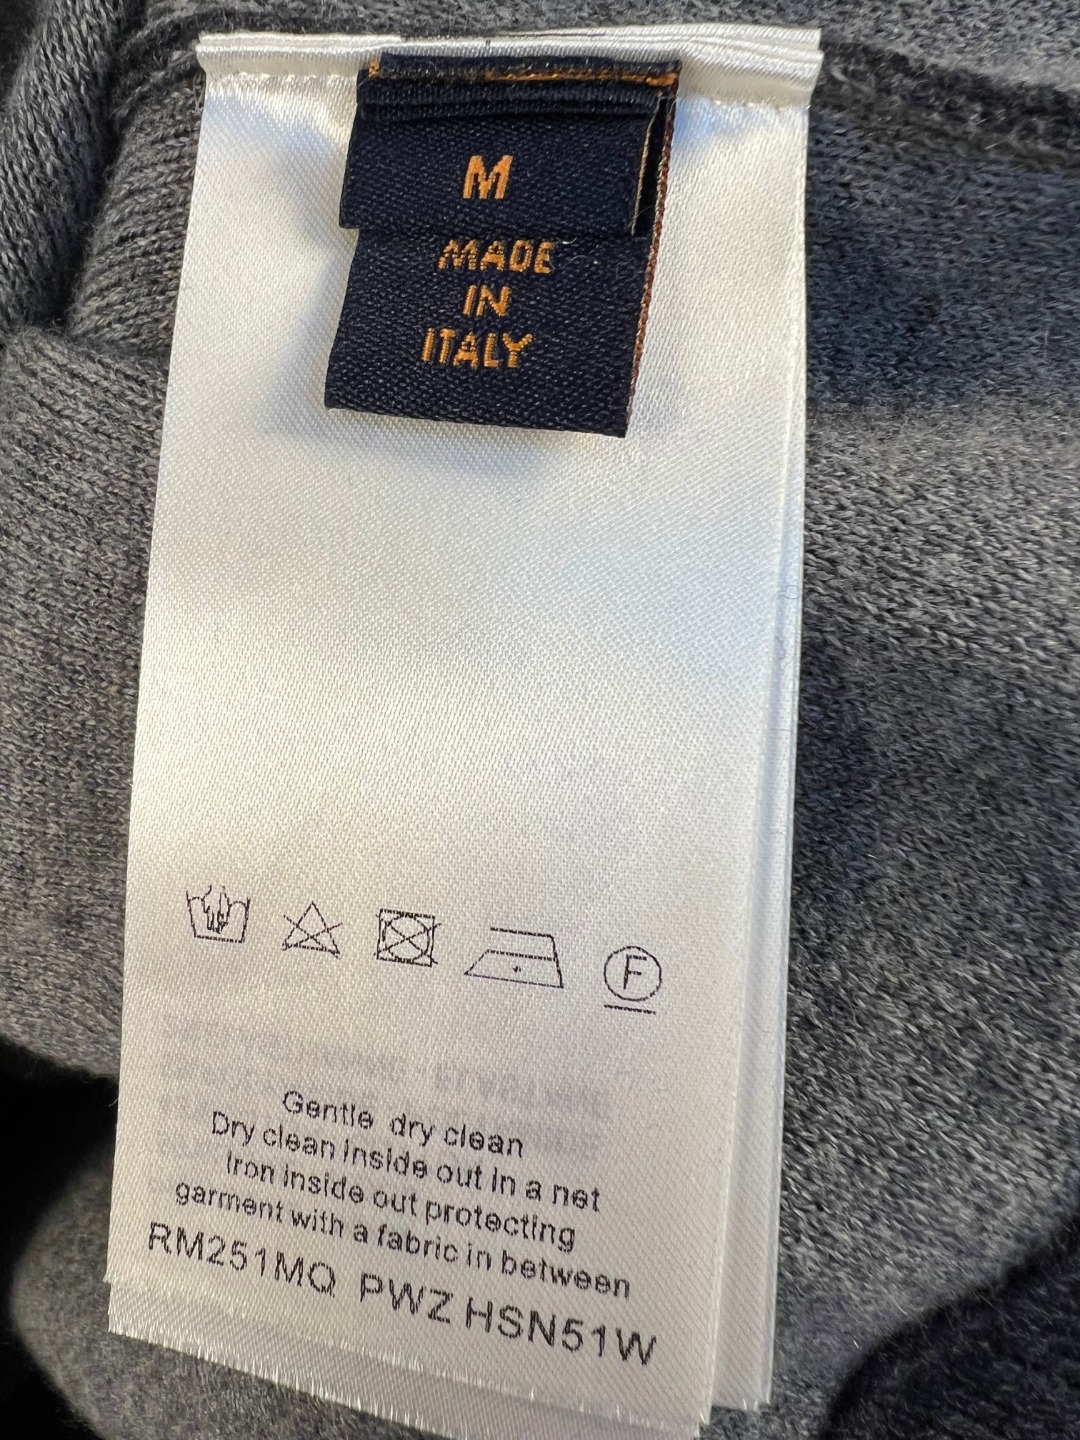 M
MADE
IN
ITALY
F
Gentle dry clean
Dry clean inside out in a net
Iron inside out protecting
garment with a fabric in between
RM251MQ PWZ HSN51W